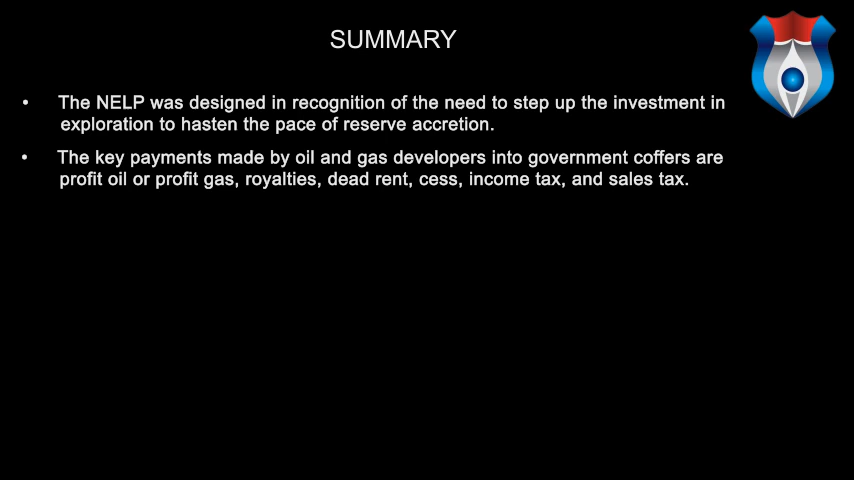 SUMMARY
• The NELP was designed in recognition of the need to step up the investment in
exploration to hasten the pace of reserve accretion.
• The key payments made by oil and gas developers into government coffers are
profit oil or profit gas, royalties, dead rent, cess, income tax, and sales tax.